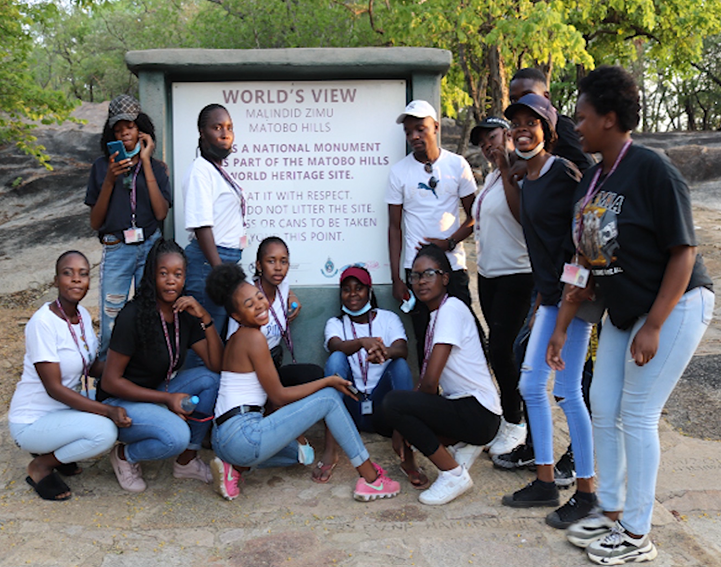 WORLD'S VIEW
MALINDIDZIMU
MATOBO HILLS
S A NATIONAL MONUMENT
S PART OF THE MATOBO HILLS
WORLD HERITAGE SITE.
AT IT WITH RESPECT.
DO NOT LITTER THE SITE.
OR CANS TO BE TAKEN
THIS POINT.